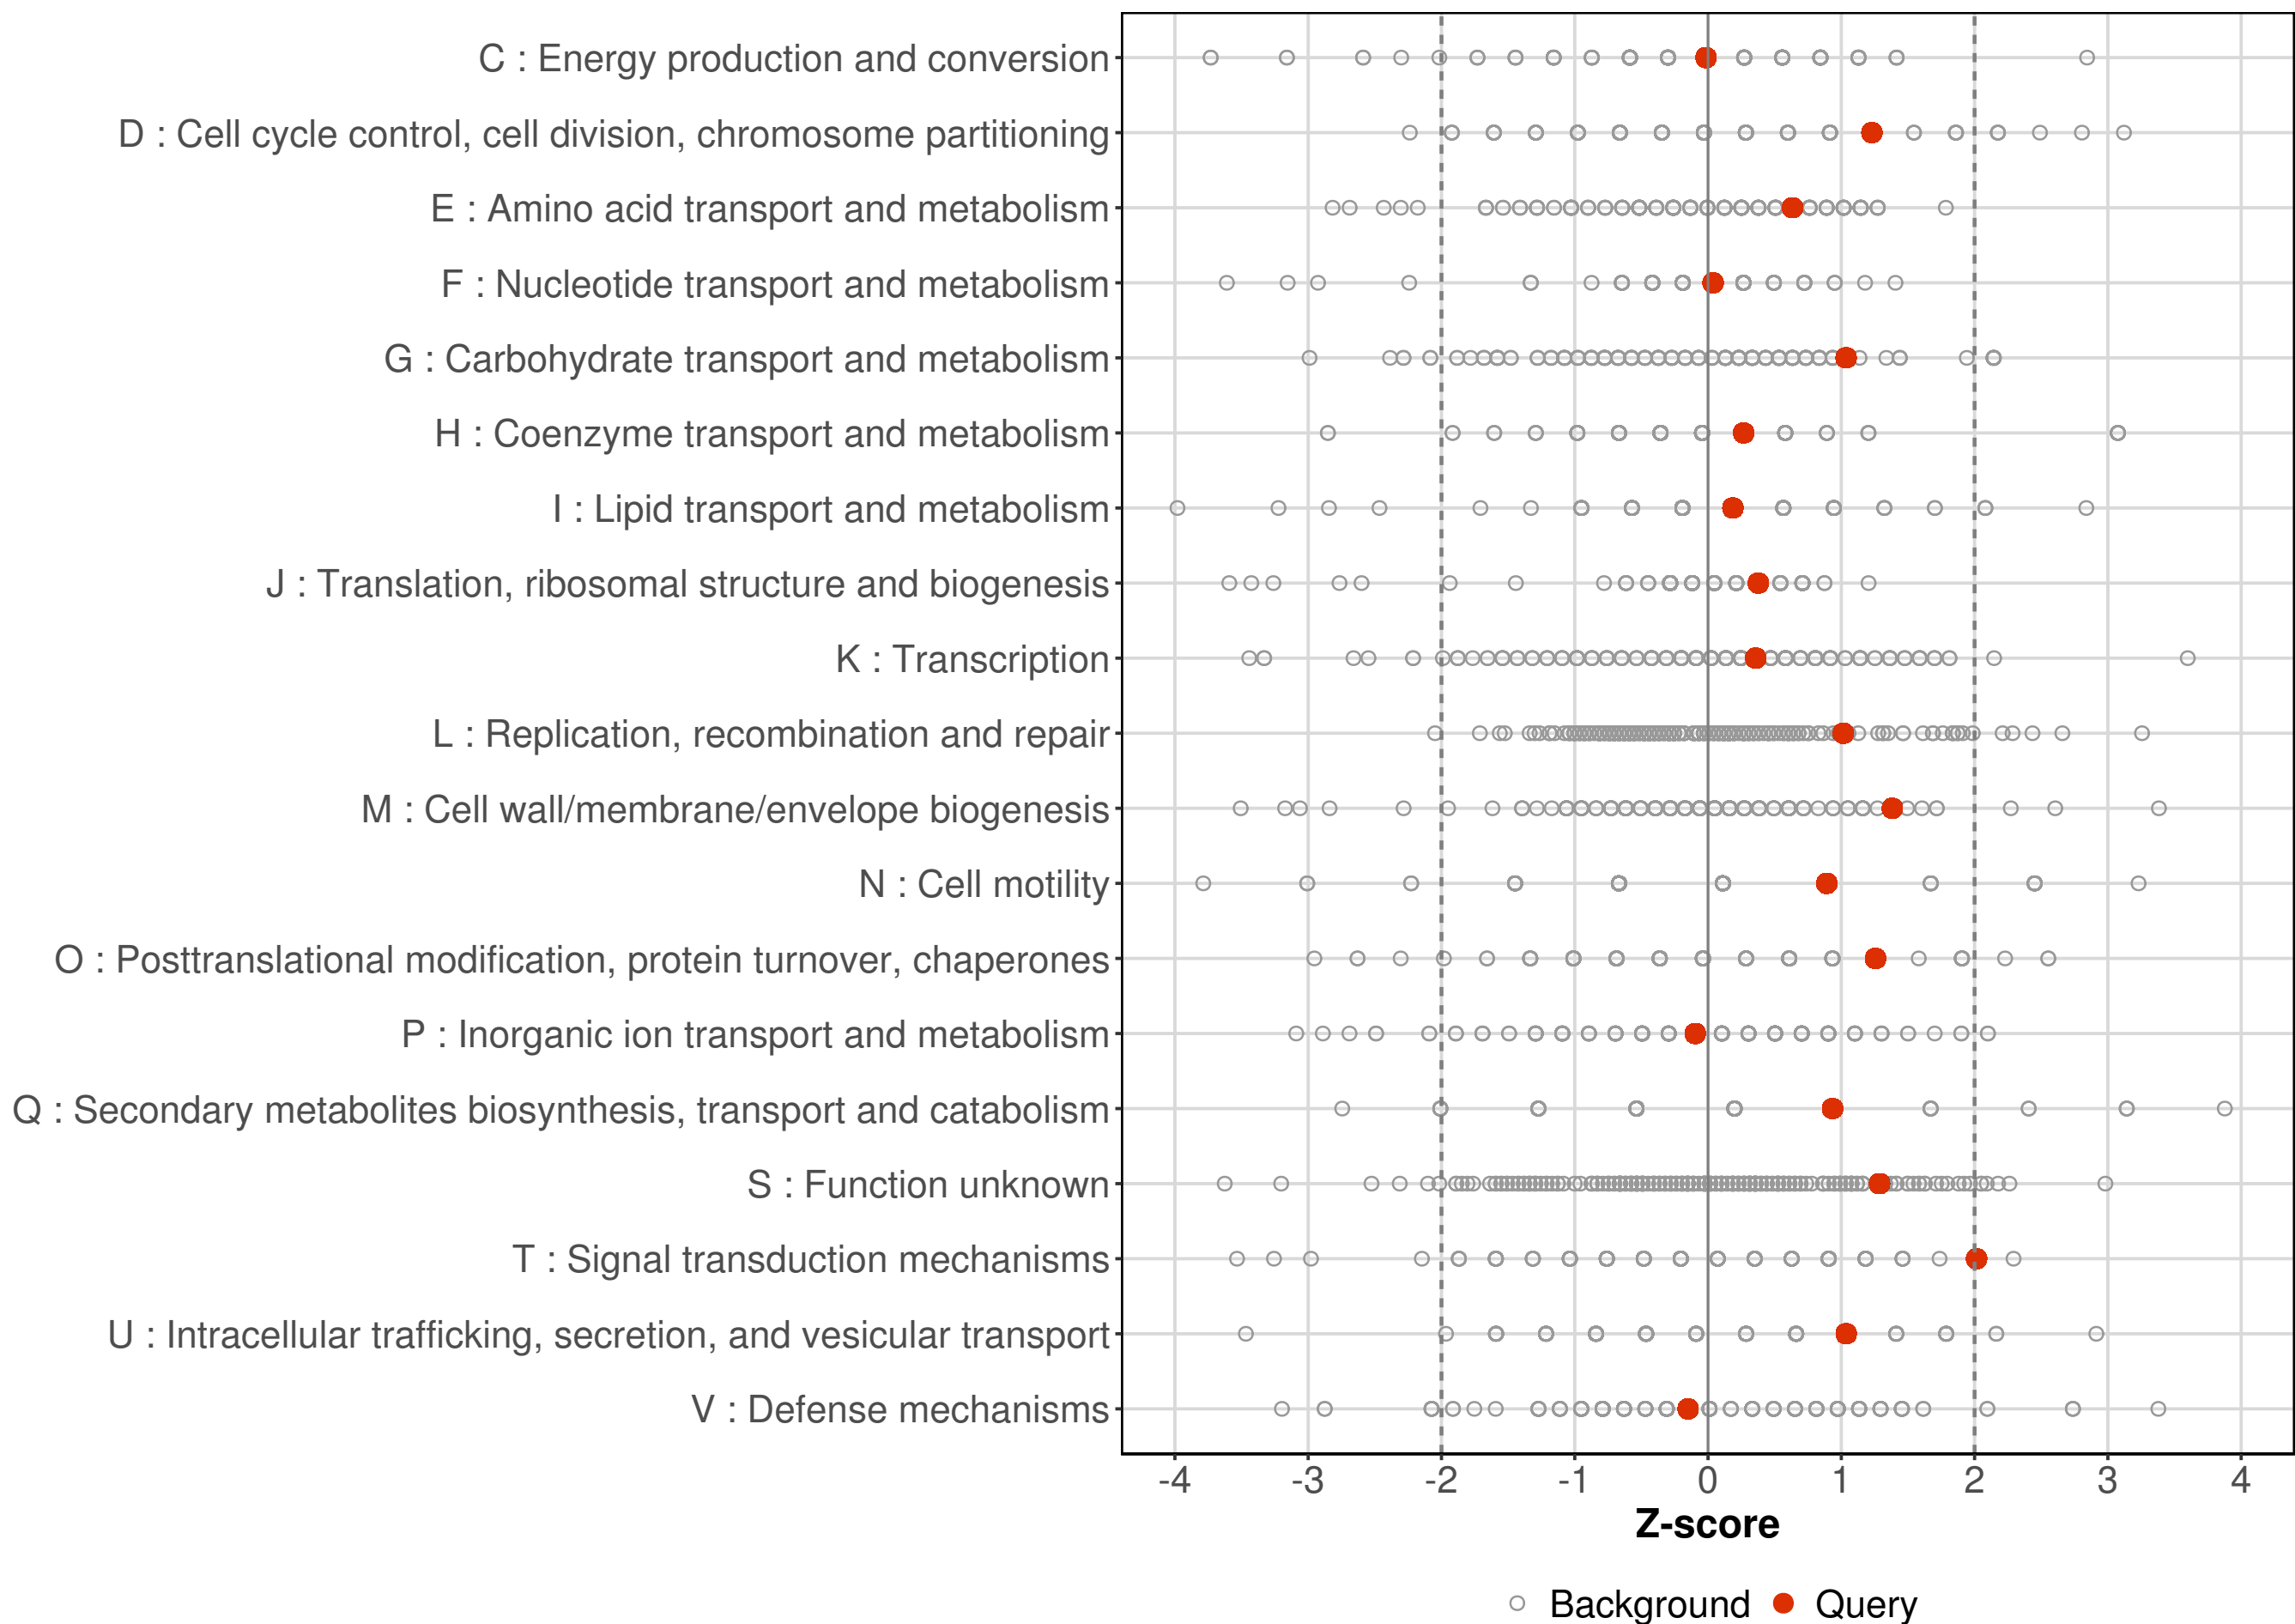 C : Energy production and conversion
D : Cell cycle control, cell division, chromosome partitioning
E : Amino acid transport and metabolism
F : Nucleotide transport and metabolism
G : Carbohydrate transport and metabolism
H : Coenzyme transport and metabolism
I : Lipid transport and metabolism
J : Translation, ribosomal structure and biogenesis
K : Transcription
L : Replication, recombination and repair
M : Cell wall/membrane/envelope biogenesis
N : Cell motility
O : Posttranslational modification, protein turnover, chaperones
P : Inorganic ion transport and metabolism
Q : Secondary metabolites biosynthesis, transport and catabolism
S : Function unknown
T : Signal transduction mechanisms
U : Intracellular trafficking, secretion, and vesicular transport
V : Defense mechanisms
-4 -3 -2 -1 0 1 2 3 4
Z-score
Background Query